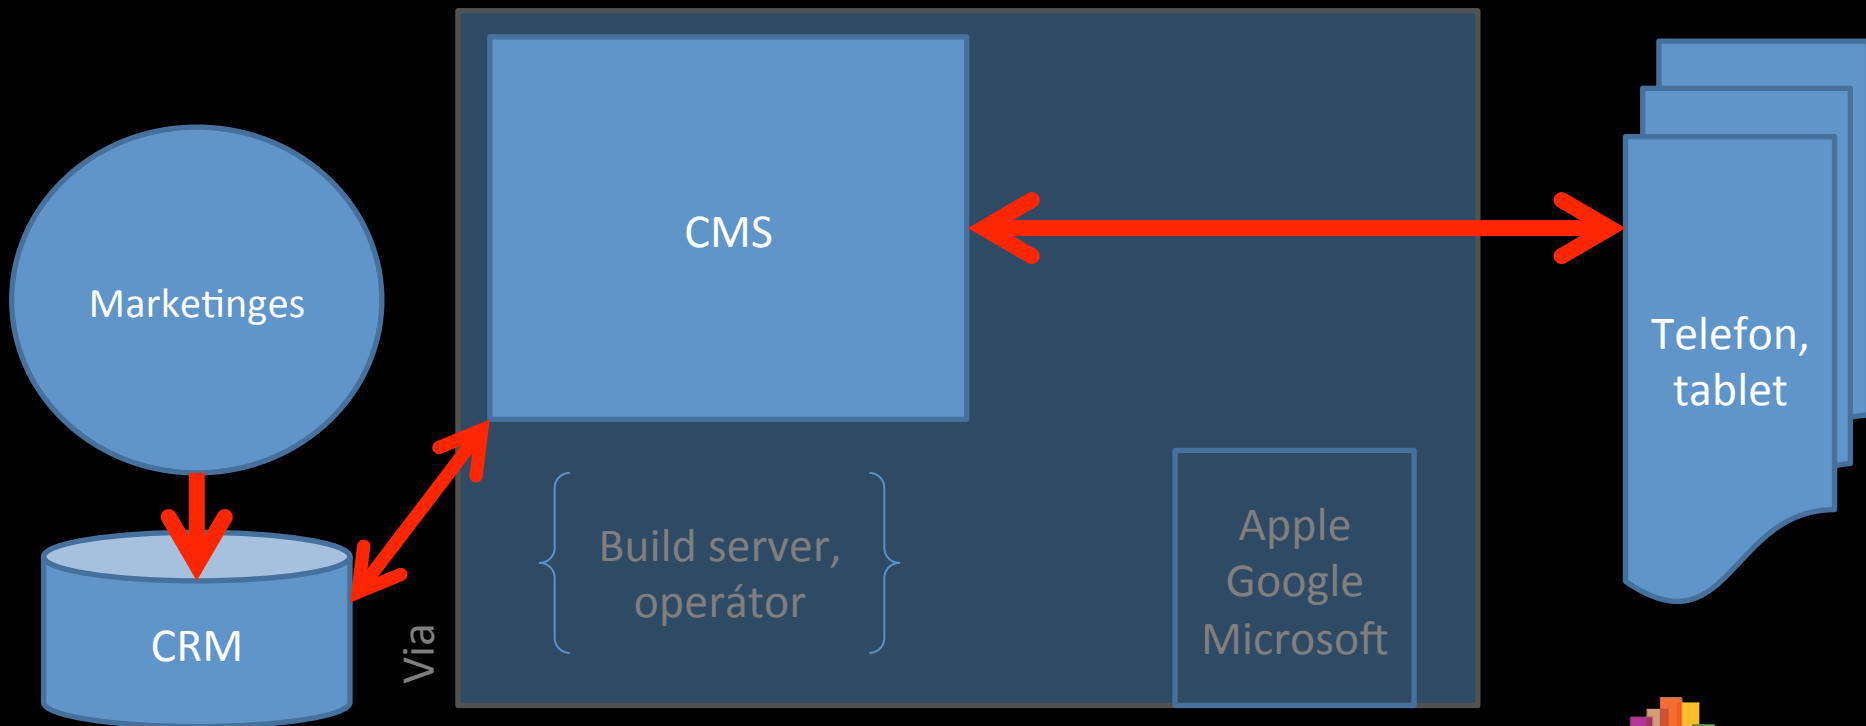 Marketinges
CRM
Via
CMS
Build server,
operátor
Apple
Google
Microsoft
Telefon,
tablet